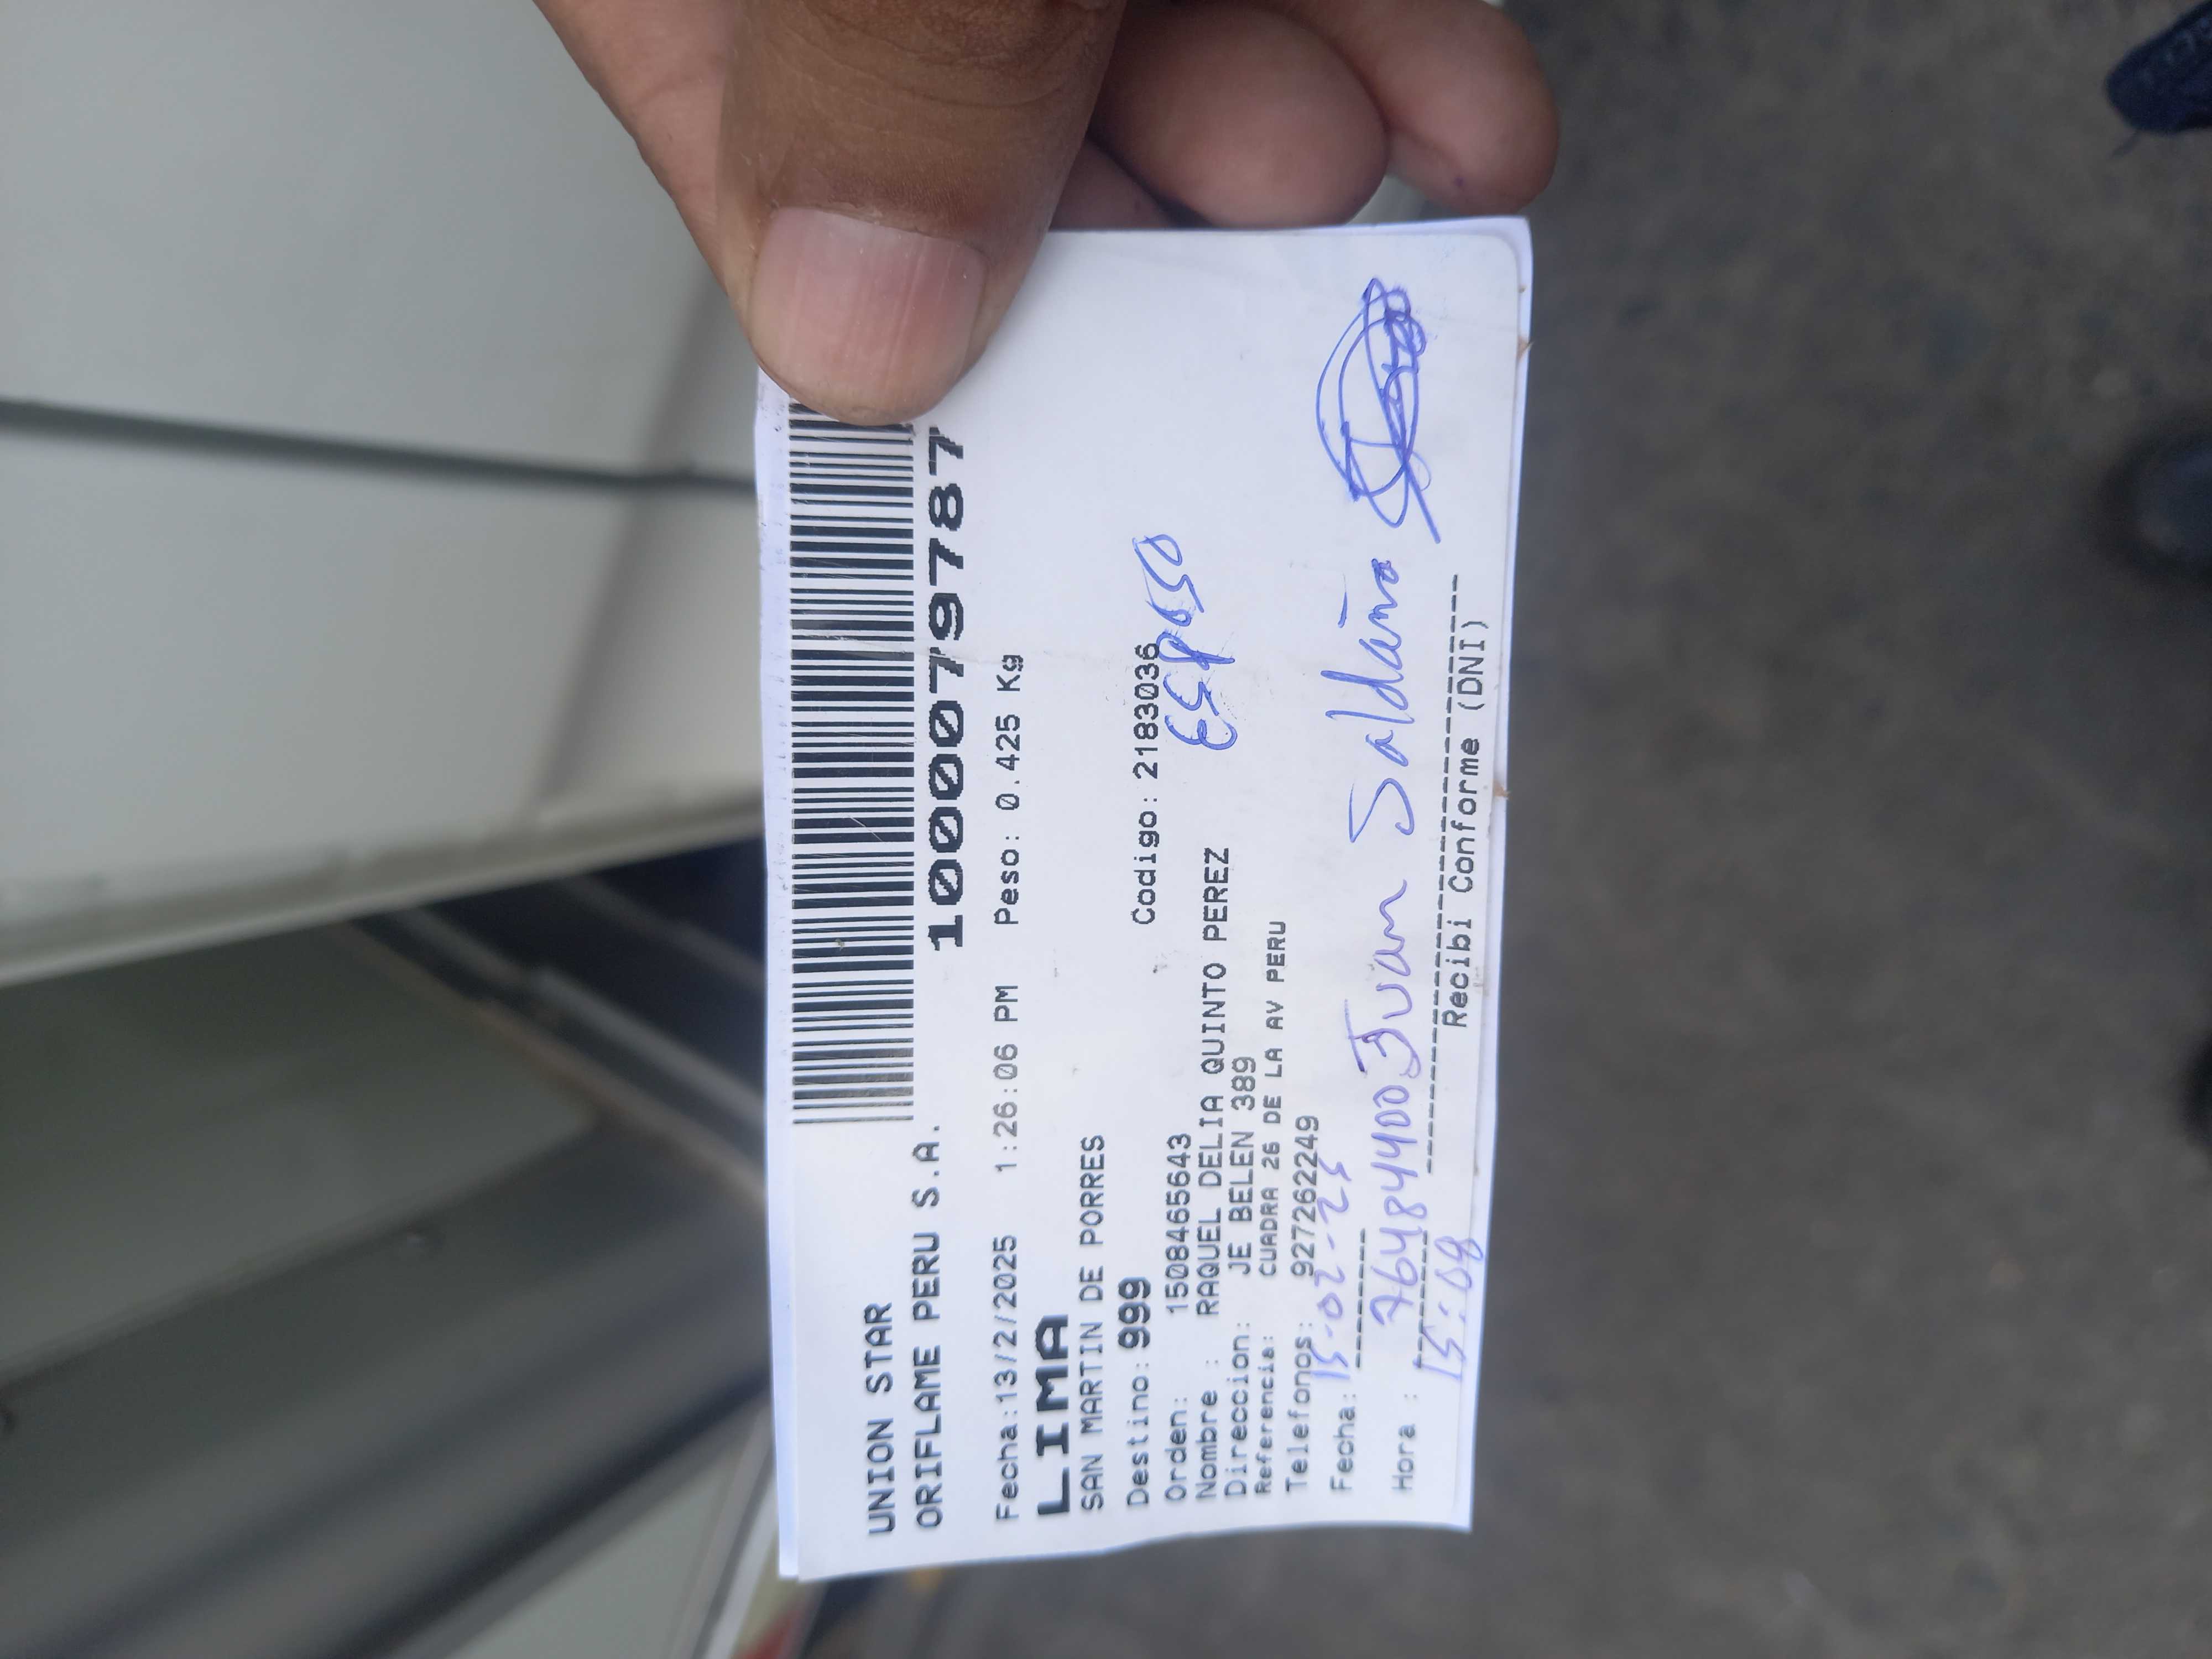 UNION STAR
ORIFLAME PERU S.A.
10000797787
Fecha:13/2/2025 1:26:06 PM Peso: 0.425 Kg
LIMA
SAN MARTIN DE PORRES
Destino: 999 Codigo: 2183036
Orden: 1508465643 esposo
Nombre : RAQUEL DELIA QUINTO PEREZ
Direccion: JE BELEN 389
Referencia: CUADRA 26 DE LA AV PERU
Telefonos: 927262249
Fecha: 15-02-25
76484400 Juan Saldaña
Hora : 15:08
Recibi Conforme (DNI)